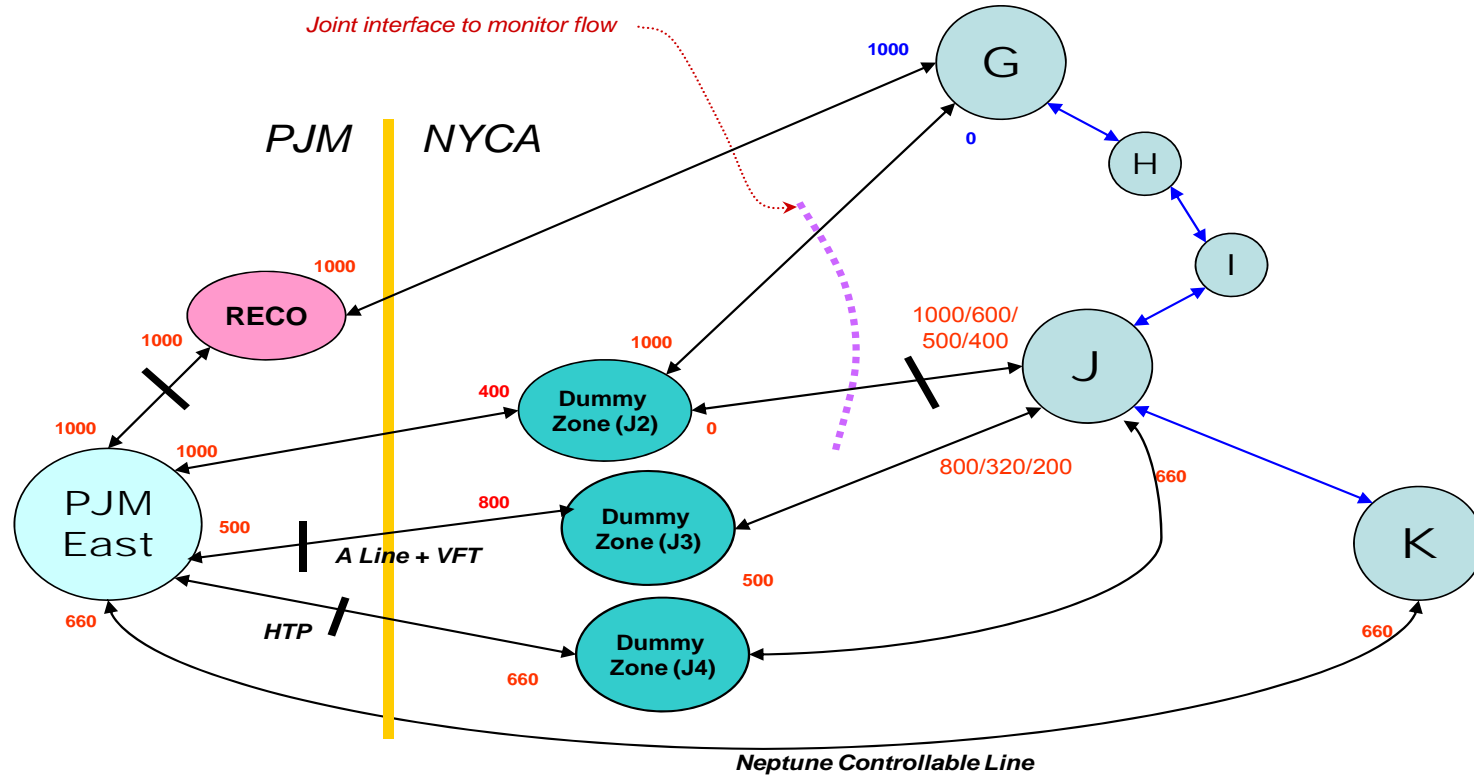 Joint interface to monitor flow
1000
G
PJM
NYCA
0
H
I
1000
RECO
1000
1000/600/
500/400
1000
J
400
Dummy
Zone (J2)
0
1000
1000
800/320/200
660
PJM
East
500
800
A Line + VFT
Dummy
Zone (J3)
500
K
660
HTP
660
Dummy
Zone (J4)
660
Neptune Controllable Line